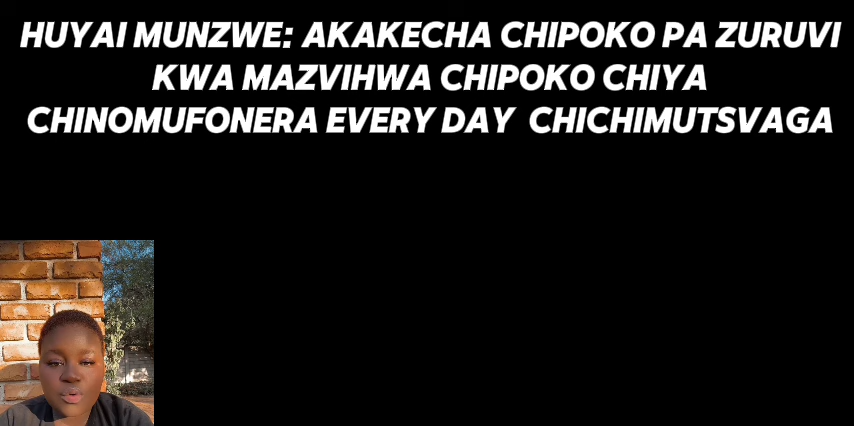 HUYAI MUNZWE: AKAKECHA CHIPOKO PA ZURUVI
KWA MAZVIHWA CHIPOKO CHIYA
CHINOMUFONERA EVERY DAY CHICHIMUTSVAGA